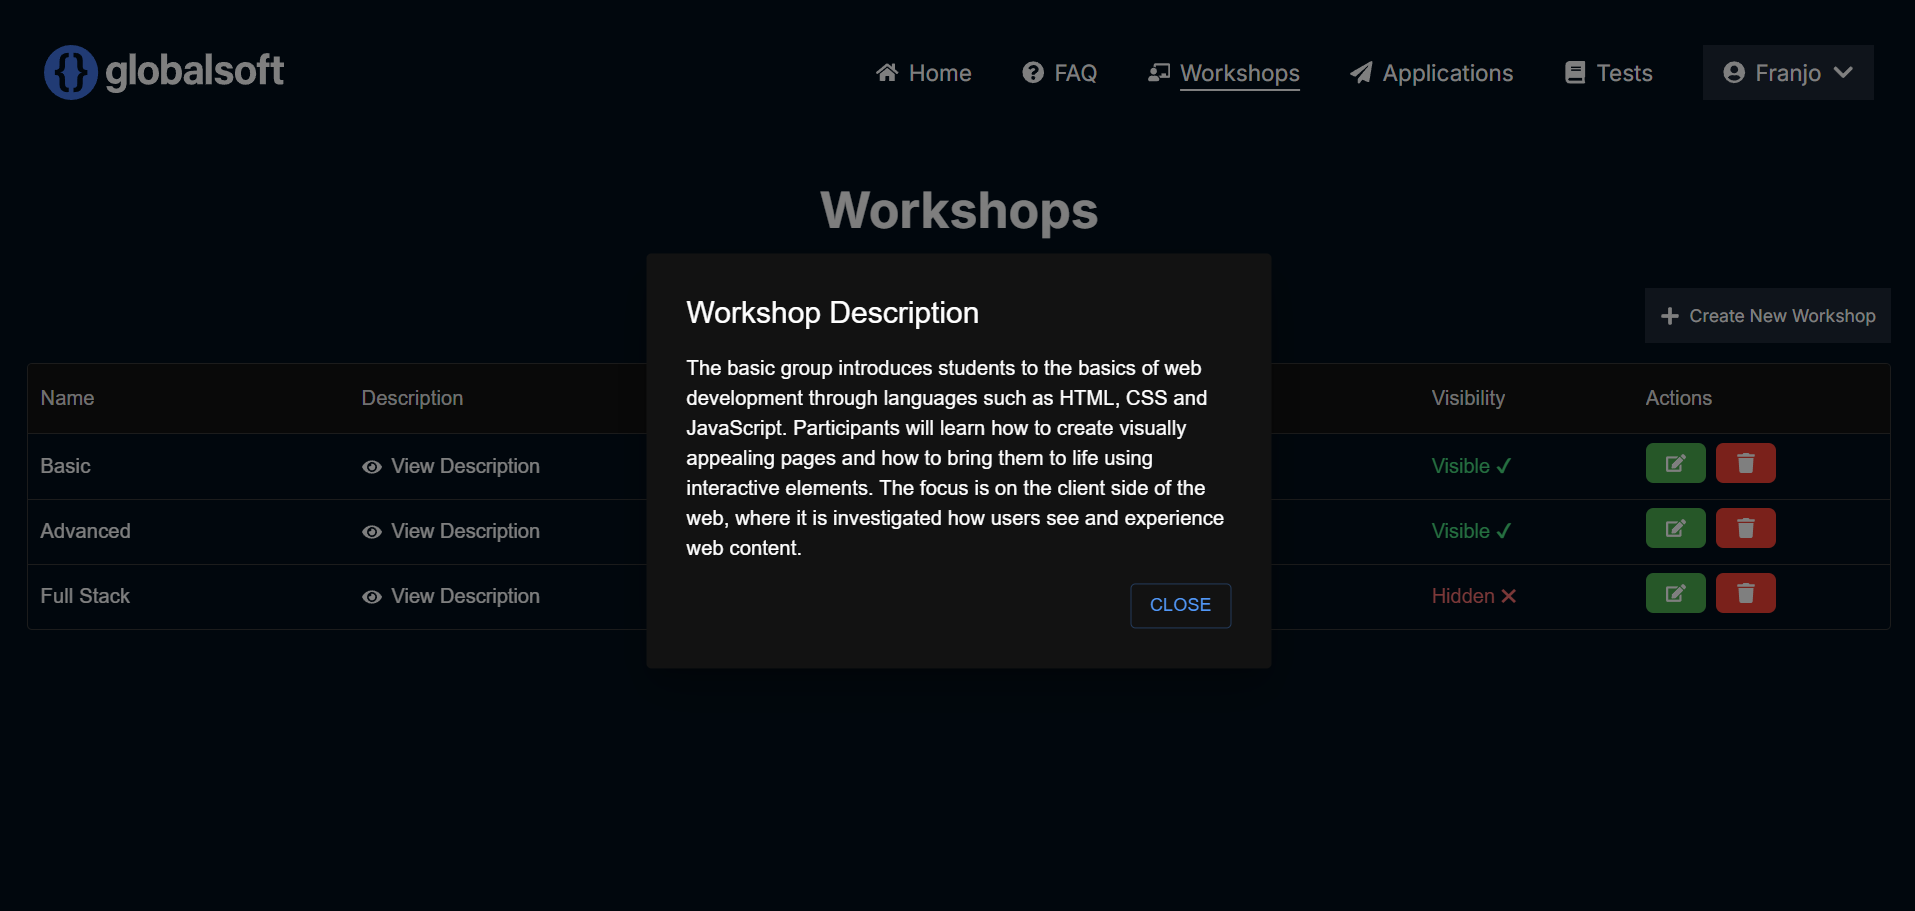 globalsoft
Home FAQ Workshops Applications Tests Franjo
Workshops
Create New Workshop
Workshop Description
The basic group introduces students to the basics of web
development through languages such as HTML, CSS and
JavaScript. Participants will learn how to create visually
appealing pages and how to bring them to life using
interactive elements. The focus is on the client side of the
web, where it is investigated how users see and experience
web content.
CLOSE
Name Description Visibility Actions
Basic View Description Visible
Advanced View Description Visible
Full Stack View Description Hidden